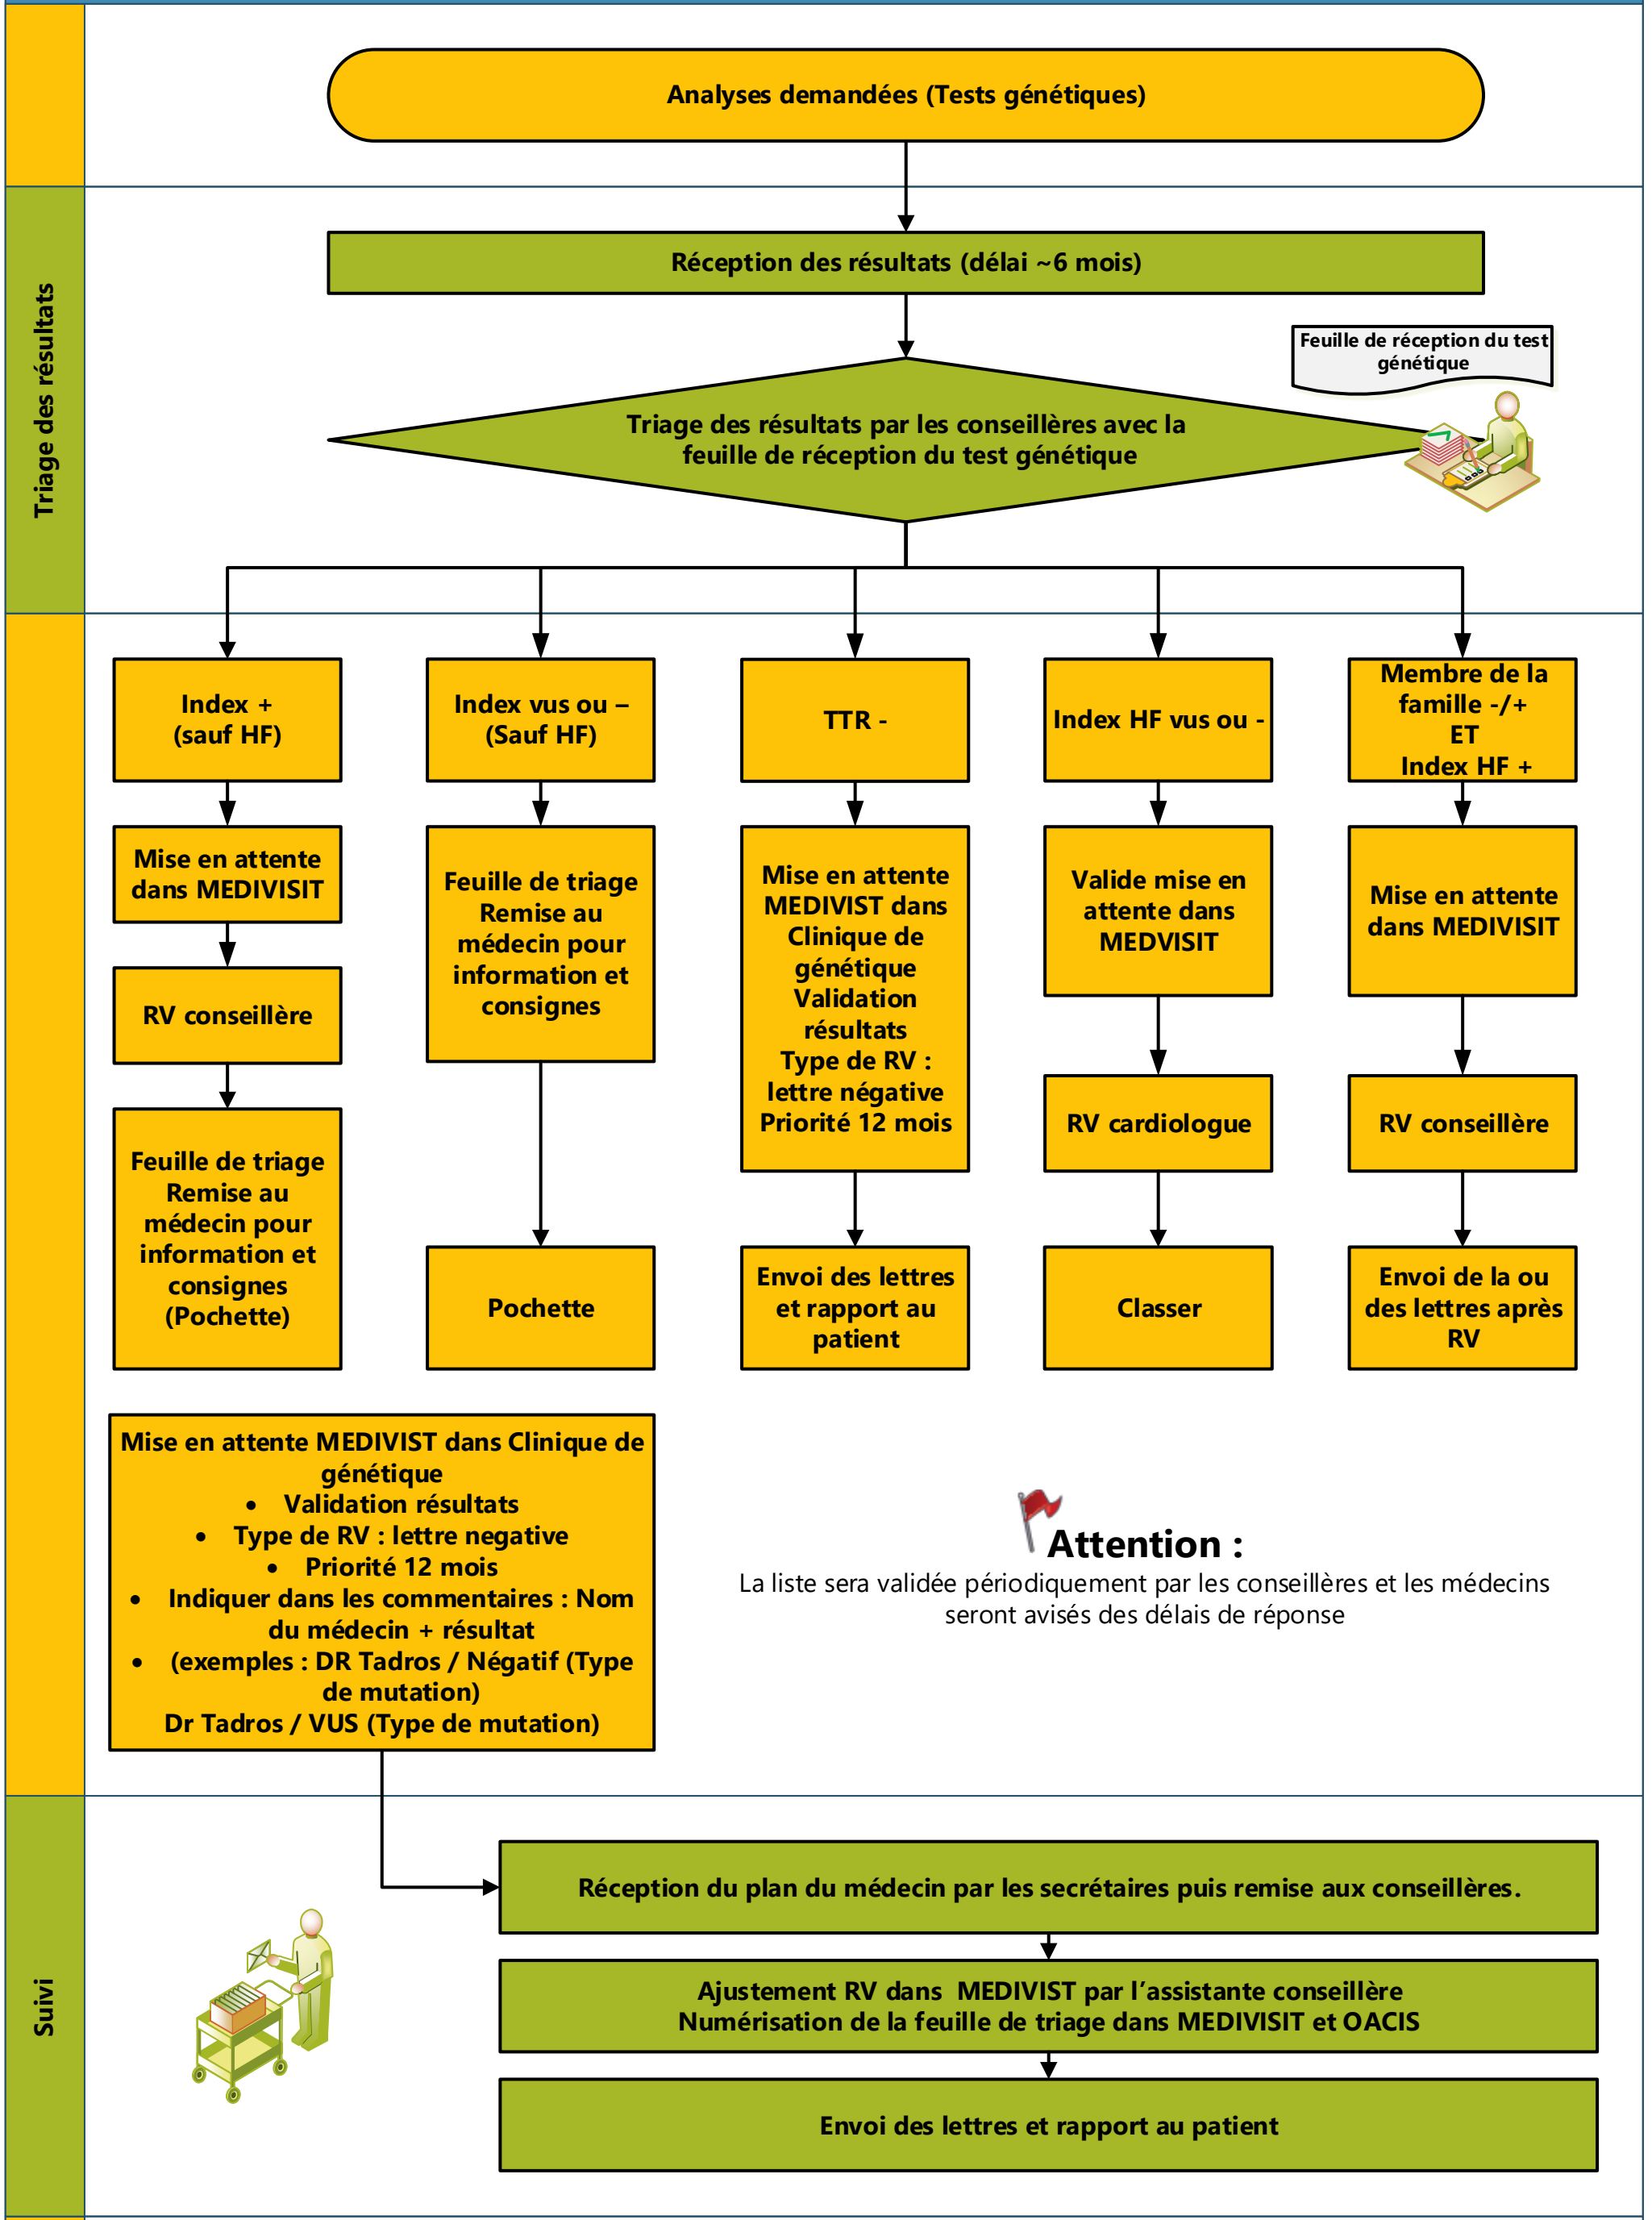 Analyses demandées (Tests génétiques)
Triage des résultats
Réception des résultats (délai ~6 mois)
Feuille de réception du test
génétique
Triage des résultats par les conseillères avec la
feuille de réception du test génétique
Index +
(sauf HF)
Mise en attente
dans MEDIVISIT
RV conseillère
Feuille de triage
Remise au
médecin pour
information et
consignes
(Pochette)
Index vus ou –
(Sauf HF)
Feuille de triage
Remise au
médecin pour
information et
consignes
Pochette
TTR -
Mise en attente
MEDIVIST dans
Clinique de
génétique
Validation
résultats
Type de RV :
lettre négative
Priorité 12 mois
Envoi des lettres
et rapport au
patient
Index HF vus ou -
Valide mise en
attente dans
MEDVISIT
RV cardiologue
Classer
Membre de la
famille -/+
ET
Index HF +
Mise en attente
dans MEDIVISIT
RV conseillère
Envoi de la ou
des lettres après
RV
Mise en attente MEDIVIST dans Clinique de
génétique
• Validation résultats
• Type de RV : lettre negative
• Priorité 12 mois
• Indiquer dans les commentaires : Nom
du médecin + résultat
• (exemples : DR Tadros / Négatif (Type
de mutation)
Dr Tadros / VUS (Type de mutation)
Attention :
La liste sera validée périodiquement par les conseillères et les médecins
seront avisés des délais de réponse
Suivi
Réception du plan du médecin par les secrétaires puis remise aux conseillères.
Ajustement RV dans MEDIVIST par l’assistante conseillère
Numérisation de la feuille de triage dans MEDIVISIT et OACIS
Envoi des lettres et rapport au patient